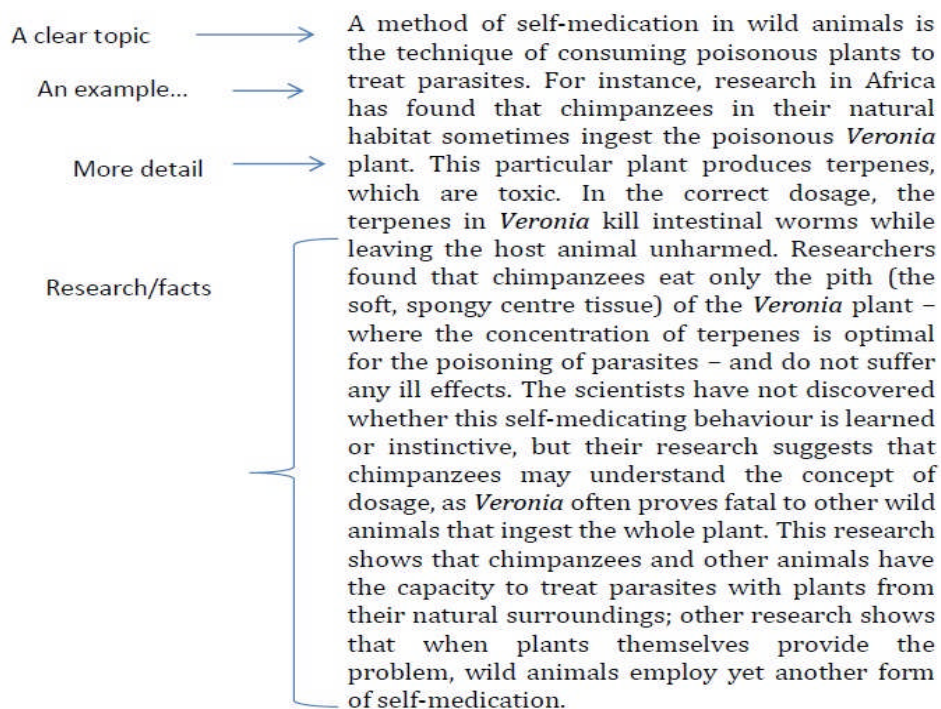 A clear topic
An example...
More detail
Research/facts
A method of self-medication in wild animals is
the technique of consuming poisonous plants to
treat parasites. For instance, research in Africa
has found that chimpanzees in their natural
habitat sometimes ingest the poisonous Veronia
plant. This particular plant produces terpenes,
which are toxic. In the correct dosage, the
terpenes in Veronia kill intestinal worms while
leaving the host animal unharmed. Researchers
found that chimpanzees eat only the pith (the
soft, spongy centre tissue) of the Veronia plant –
where the concentration of terpenes is optimal
for the poisoning of parasites – and do not suffer
any ill effects. The scientists have not discovered
whether this self-medicating behaviour is learned
or instinctive, but their research suggests that
chimpanzees may understand the concept of
dosage, as Veronia often proves fatal to other wild
animals that ingest the whole plant. This research
shows that chimpanzees and other animals have
the capacity to treat parasites with plants from
their natural surroundings; other research shows
that when plants themselves provide the
problem, wild animals employ yet another form
of self-medication.